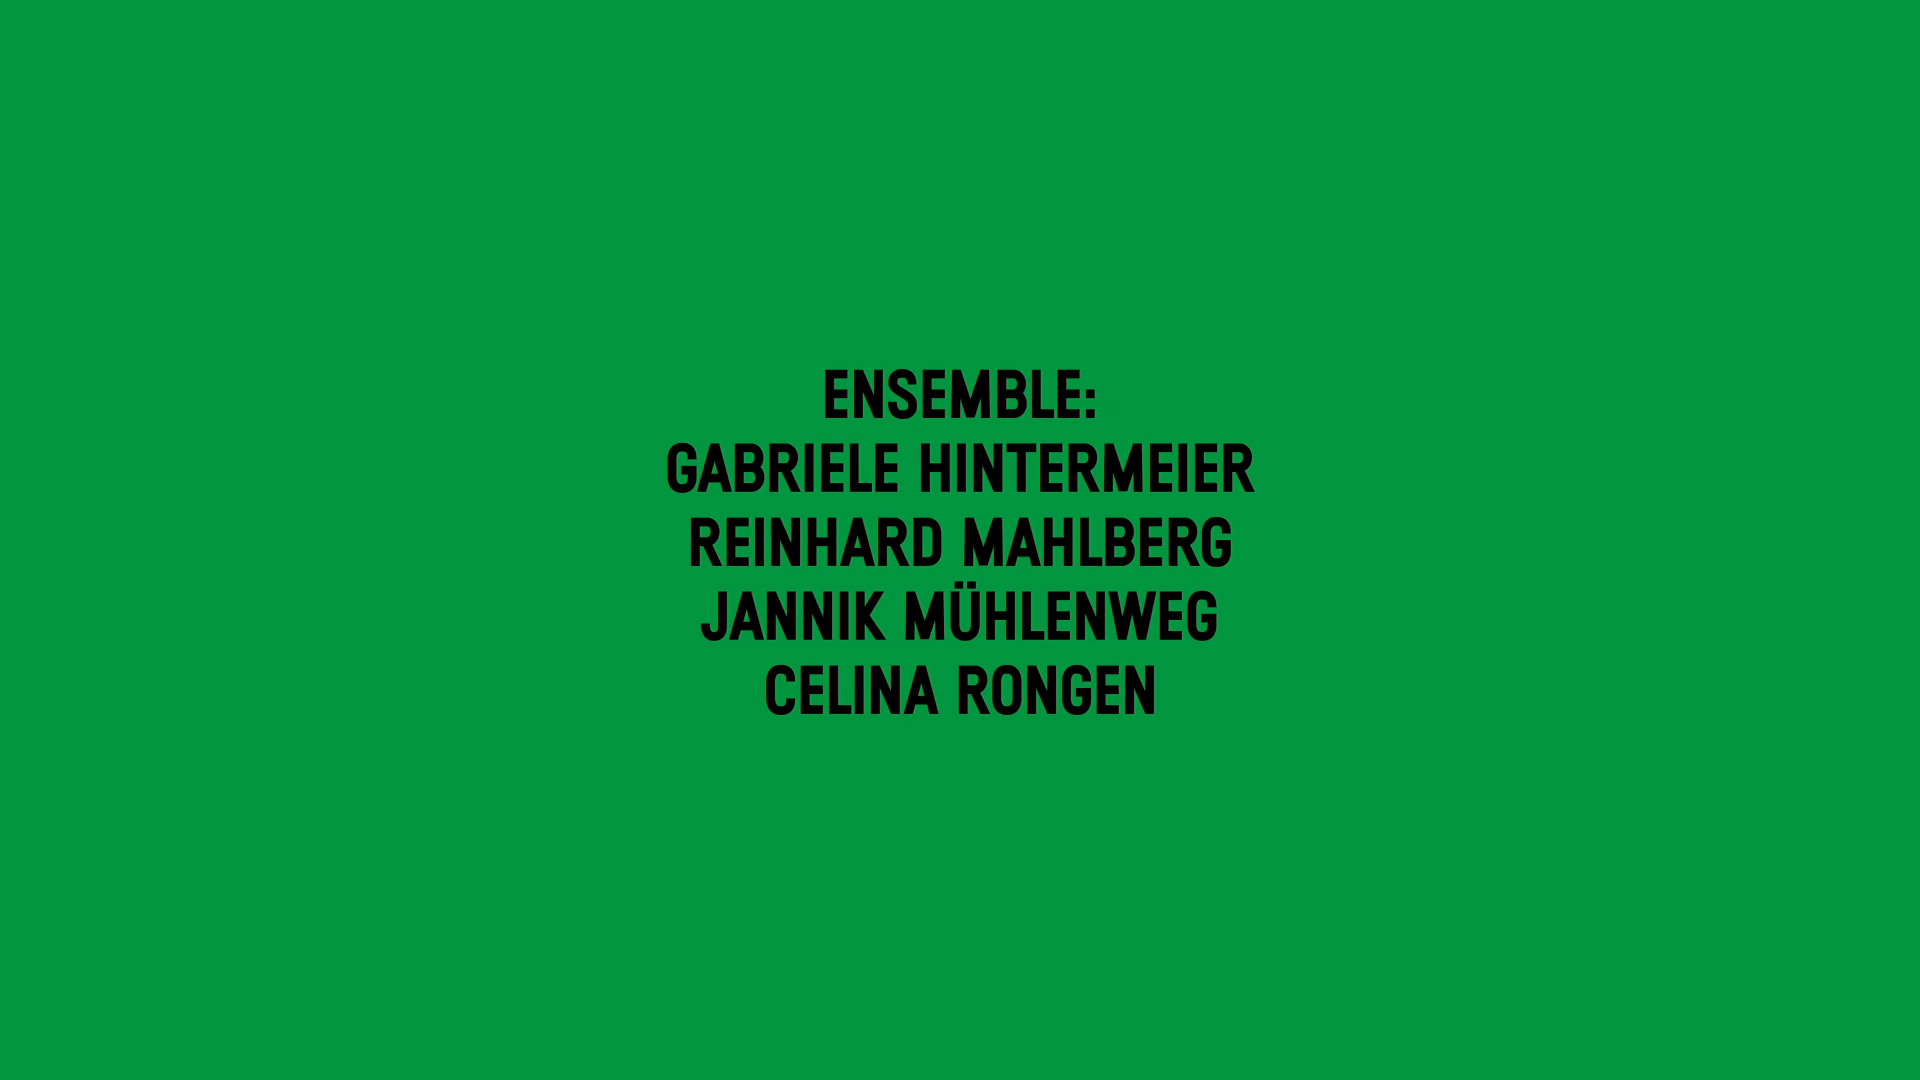 ENSEMBLE:
GABRIELE HINTERMEIER
REINHARD MAHLBERG
JANNIK MÜHLENWEG
CELINA RONGEN